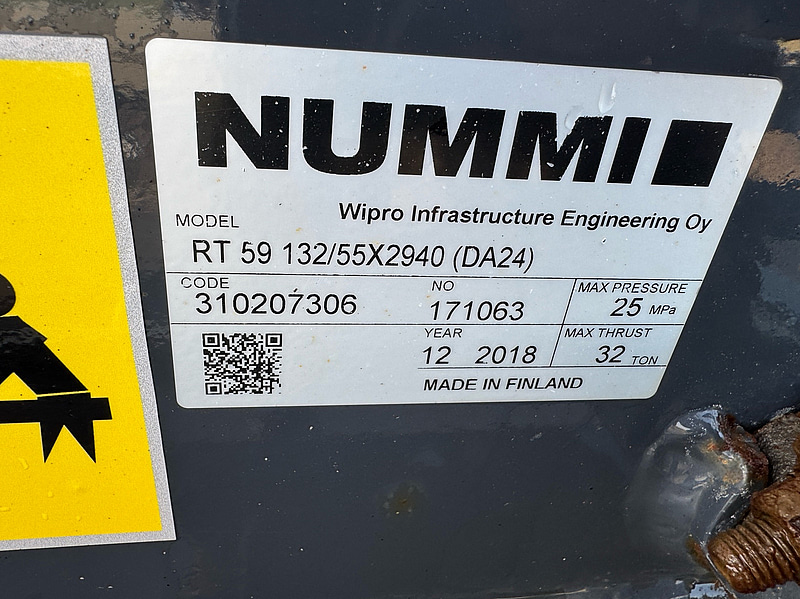 NUMMI
Wipro Infrastructure Engineering Oy
MODEL
RT 59 132/55X2940 (DA24)
CODE NO MAX PRESSURE
310207306 171063 25 MPa
YEAR MAX THRUST
12 2018 32 TON
MADE IN FINLAND